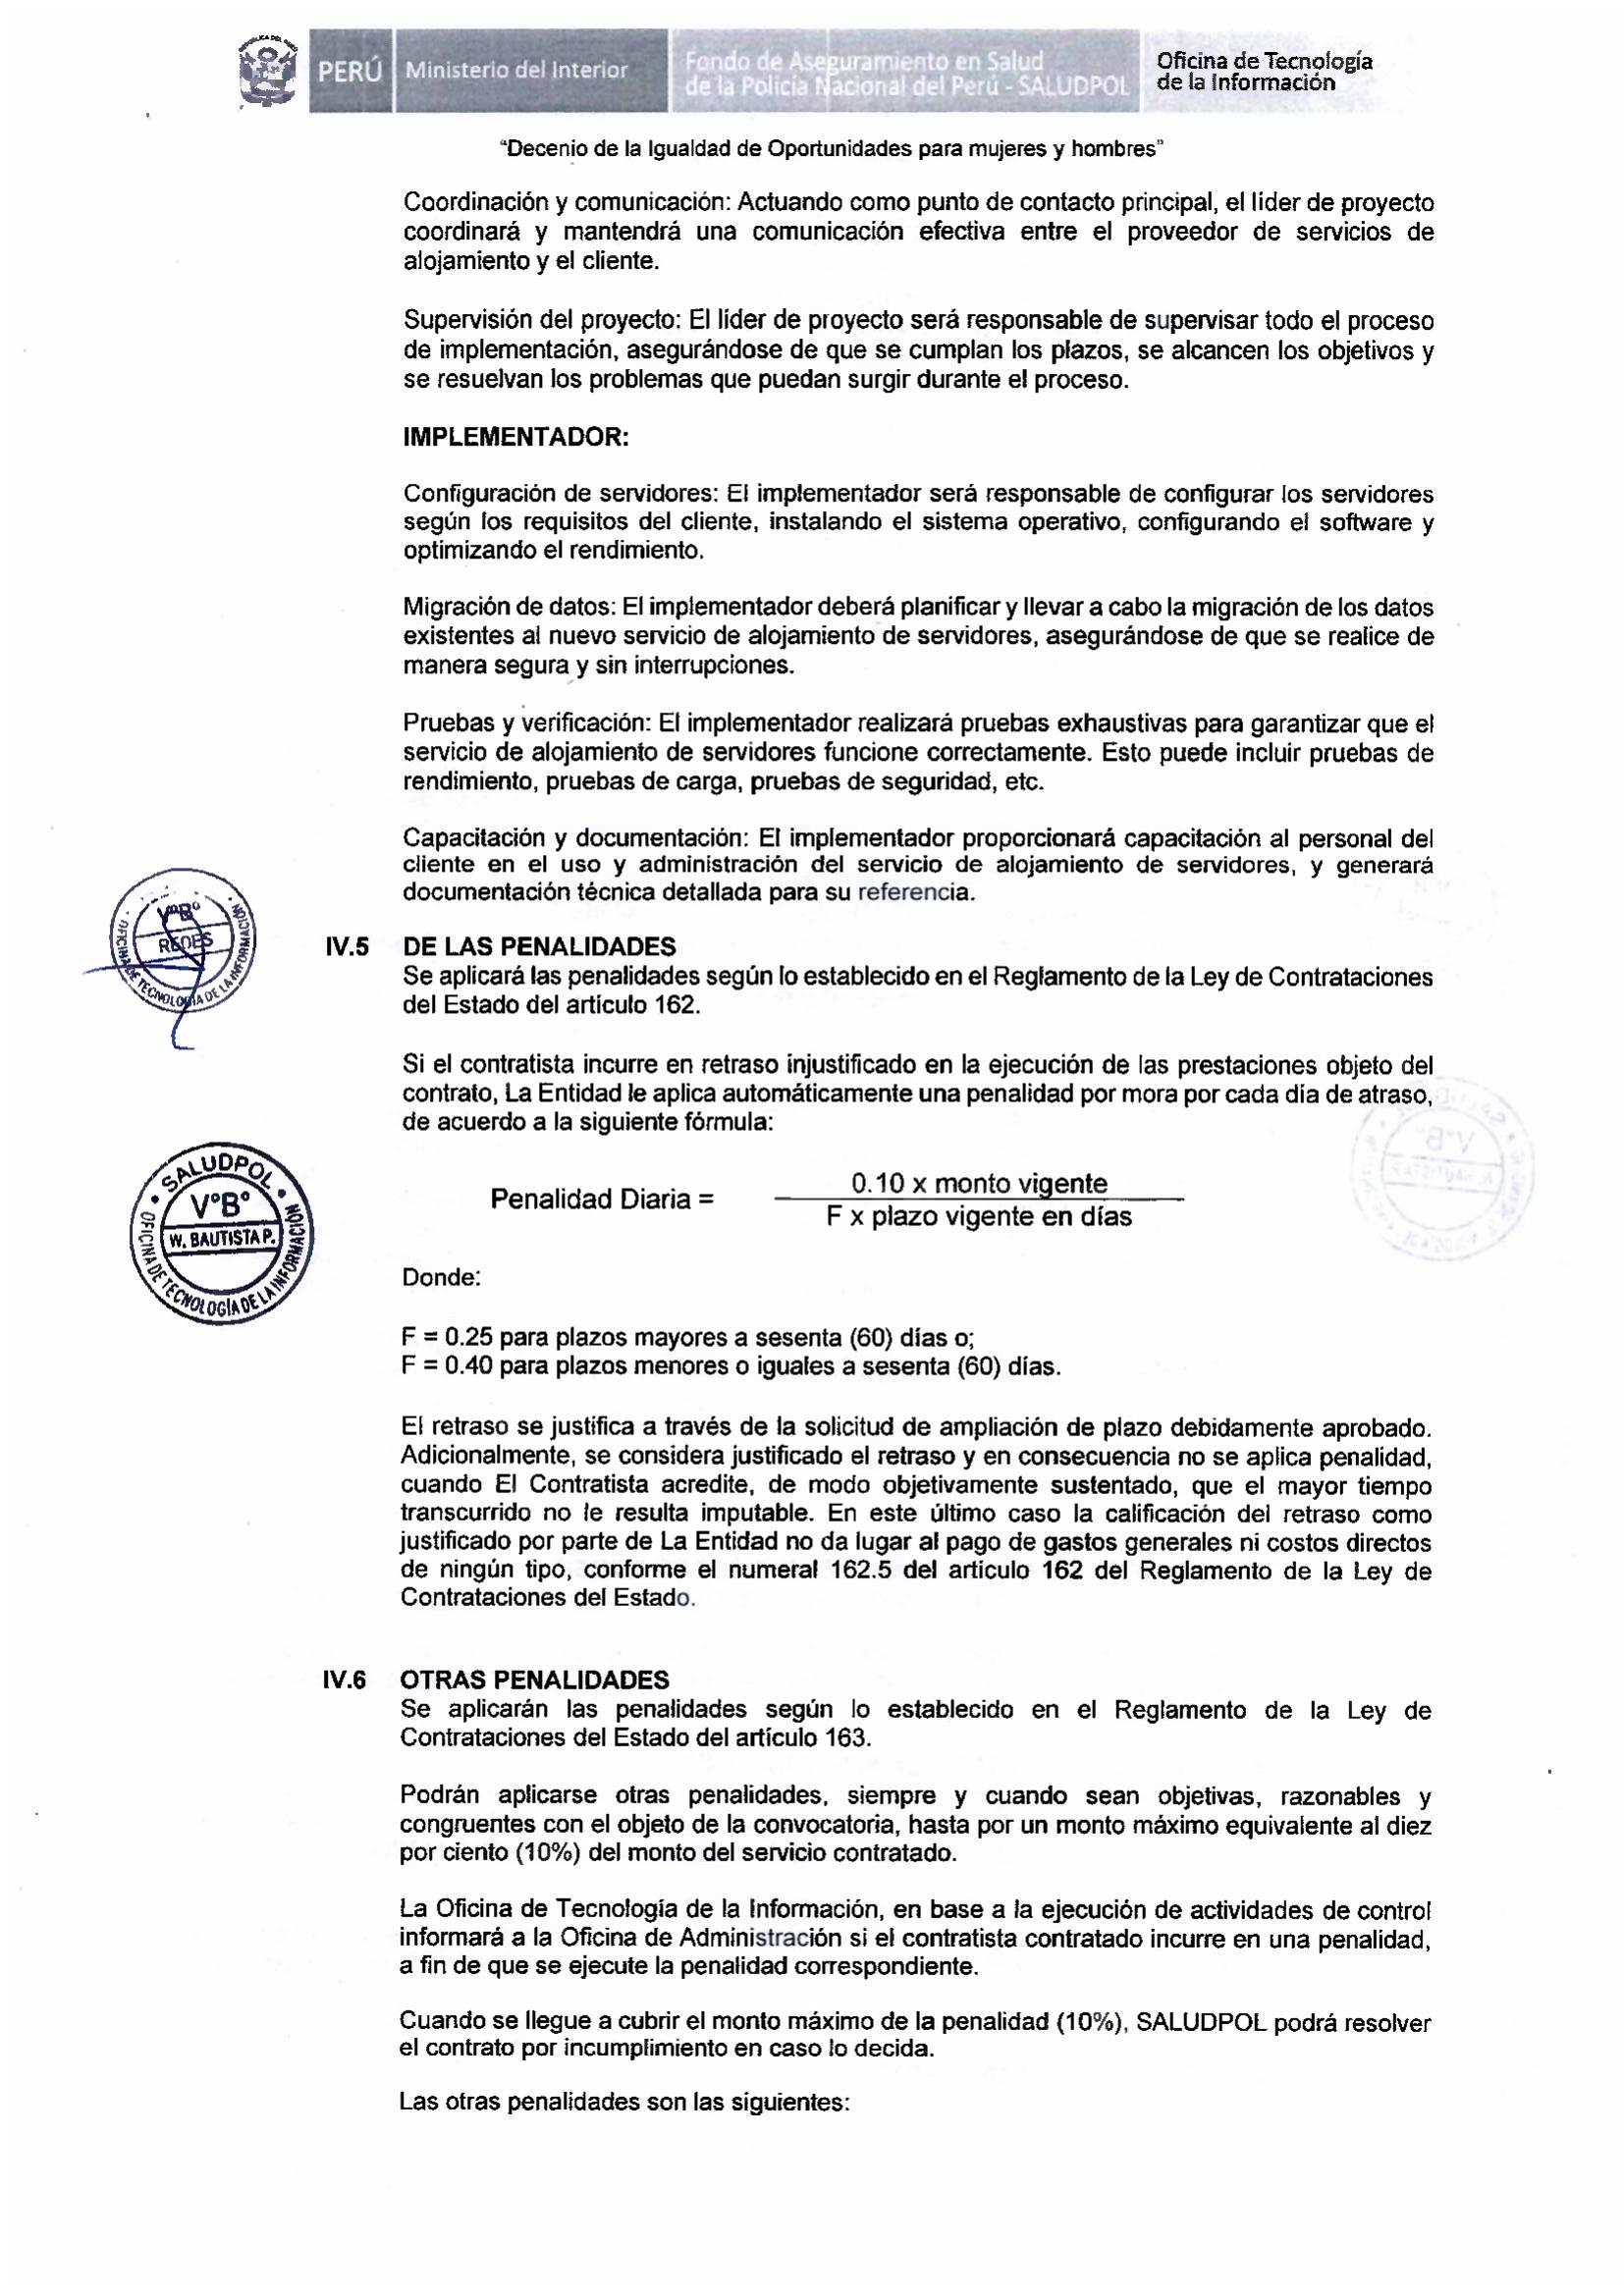 PERÚ
Ministerio del Interior
Fondo de Aseguramiento en Salud
de la Policía Nacional del Perú - SALUDPOL
Oficina de Tecnología
de la Información
"Decenio de la Igualdad de Oportunidades para mujeres y hombres"
Coordinación y comunicación: Actuando como punto de contacto principal, el líder de proyecto
coordinará y mantendrá una comunicación efectiva entre el proveedor de servicios de
alojamiento y el cliente.
Supervisión del proyecto: El líder de proyecto será responsable de supervisar todo el proceso
de implementación, asegurándose de que se cumplan los plazos, se alcancen los objetivos y
se resuelvan los problemas que puedan surgir durante el proceso.
IMPLEMENTADOR:
Configuración de servidores: El implementador será responsable de configurar los servidores
según los requisitos del cliente, instalando el sistema operativo, configurando el software y
optimizando el rendimiento.
Migración de datos: El implementador deberá planificar y llevar a cabo la migración de los datos
existentes al nuevo servicio de alojamiento de servidores, asegurándose de que se realice de
manera segura y sin interrupciones.
Pruebas y verificación: El implementador realizará pruebas exhaustivas para garantizar que el
servicio de alojamiento de servidores funcione correctamente. Esto puede incluir pruebas de
rendimiento, pruebas de carga, pruebas de seguridad, etc.
Capacitación y documentación: El implementador proporcionará capacitación al personal del
cliente en el uso y administración del servicio de alojamiento de servidores, y generará
documentación técnica detallada para su referencia.
V°B°
REDES
OFICINA DE TECNOLOGÍA DE LA INFORMACIÓN
IV.5 DE LAS PENALIDADES
Se aplicará las penalidades según lo establecido en el Reglamento de la Ley de Contrataciones
del Estado del artículo 162.
Si el contratista incurre en retraso injustificado en la ejecución de las prestaciones objeto del
contrato, La Entidad le aplica automáticamente una penalidad por mora por cada día de atraso,
de acuerdo a la siguiente fórmula:
SALUDPOL
V°B°
W. BAUTISTA P.
OFICINA DE TECNOLOGÍA DE LA INFORMACIÓN
Penalidad Diaria =
0.10 x monto vigente
F x plazo vigente en días
Donde:
F = 0.25 para plazos mayores a sesenta (60) días o;
F = 0.40 para plazos menores o iguales a sesenta (60) días.
El retraso se justifica a través de la solicitud de ampliación de plazo debidamente aprobado.
Adicionalmente, se considera justificado el retraso y en consecuencia no se aplica penalidad,
cuando El Contratista acredite, de modo objetivamente sustentado, que el mayor tiempo
transcurrido no le resulta imputable. En este último caso la calificación del retraso como
justificado por parte de La Entidad no da lugar al pago de gastos generales ni costos directos
de ningún tipo, conforme el numeral 162.5 del artículo 162 del Reglamento de la Ley de
Contrataciones del Estado.
IV.6 OTRAS PENALIDADES
Se aplicarán las penalidades según lo establecido en el Reglamento de la Ley de
Contrataciones del Estado del artículo 163.
Podrán aplicarse otras penalidades, siempre y cuando sean objetivas, razonables y
congruentes con el objeto de la convocatoria, hasta por un monto máximo equivalente al diez
por ciento (10%) del monto del servicio contratado.
La Oficina de Tecnología de la Información, en base a la ejecución de actividades de control
informará a la Oficina de Administración si el contratista contratado incurre en una penalidad,
a fin de que se ejecute la penalidad correspondiente.
Cuando se llegue a cubrir el monto máximo de la penalidad (10%), SALUDPOL podrá resolver
el contrato por incumplimiento en caso lo decida.
Las otras penalidades son las siguientes: